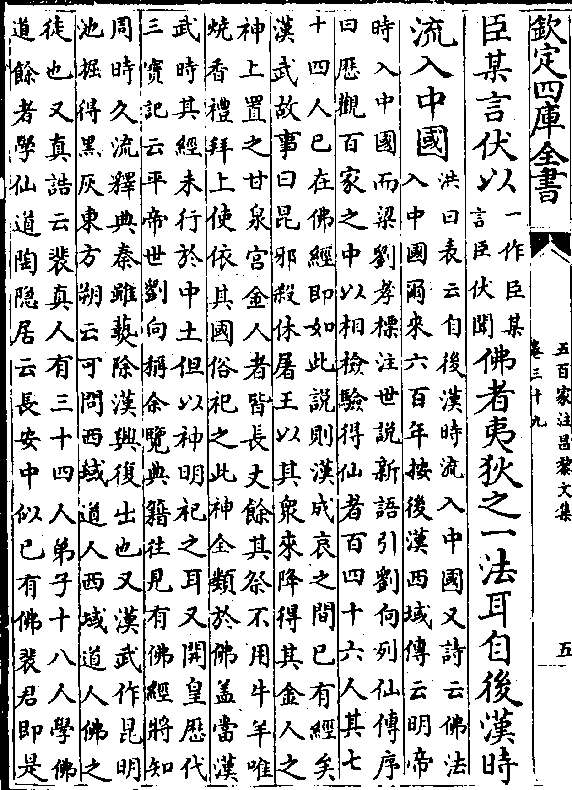 欽定四庫全書
五百家注昌黎文集
卷三十九
五
臣某言伏以
一作臣某
言臣伏聞
佛者夷狄之一法耳自後漢時
流入中國
洪曰表云自後漢時流入中國又詩云佛法
入中國爾來六百年按後漢西域傳云明帝
時入中國而梁劉孝標注世說新語引劉向列仙傳序
曰歷觀百家之中以相檢驗得仙者百四十六人其七
十四人已在佛經即如此說則漢成哀之間已有經矣
漢武故事曰昆邪殺休屠王以其衆來降得其金人之
神上置之甘泉宮金人者皆長丈餘其祭不用牛羊唯
燒香禮拜上使依其國俗祀之此神全類於佛盖當漢
武時其經未行於中土但以神明祀之耳又開皇歷代
三寳記云平帝世劉向稱余覽典籍往見有佛經將知
周時久流釋典秦雖爇除漢興復出也又漢武作昆明
池掘得黑灰東方朔云可問西域道人西域道人佛之
徒也又真誥云裴真人有三十四人弟子十八人學佛
道餘者學仙道陶隐居云長安中似已有佛裴君即是